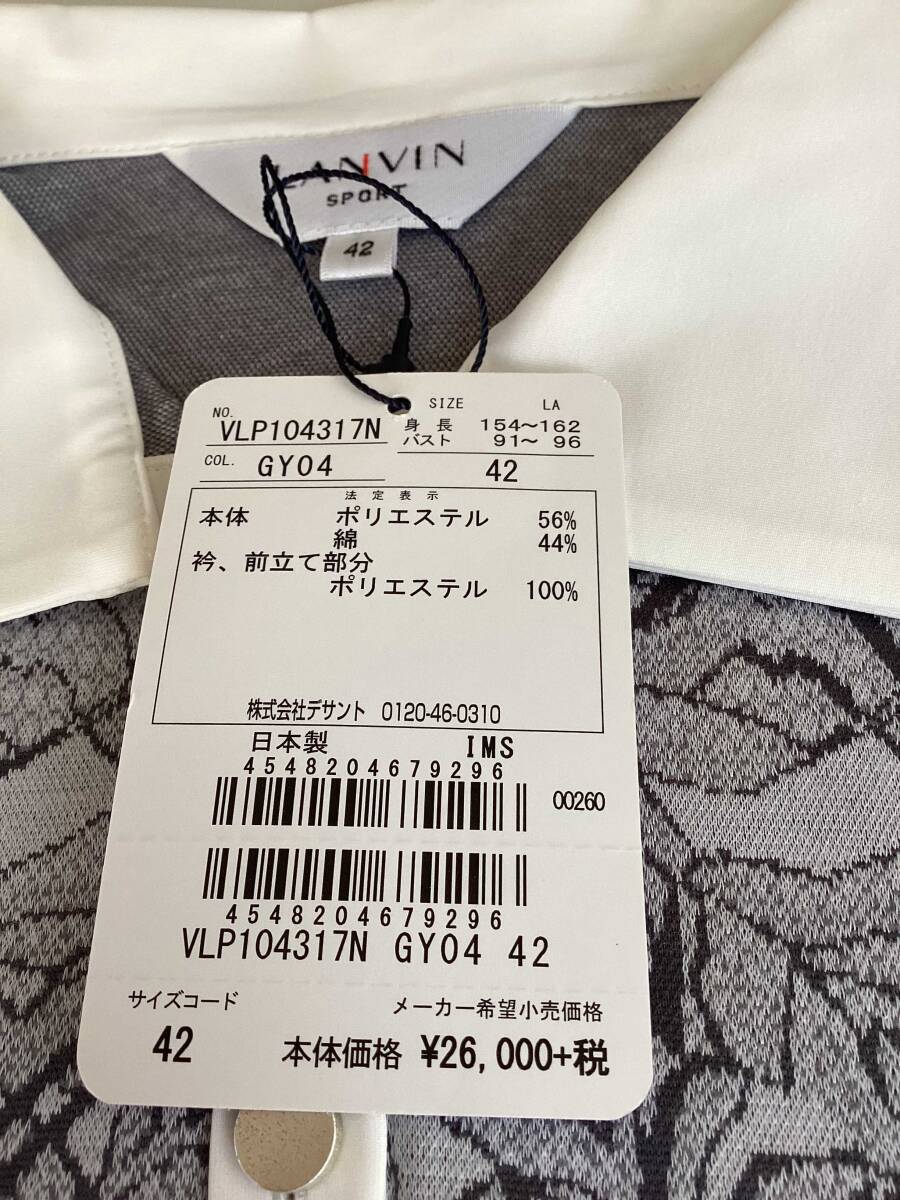 LANVIN
SPORT
42
NO. VLP104317N
COL. GY04
SIZE LA
身長 154~162
バスト 91~ 96
42
法定表示
本体 ポリエステル 56%
綿 44%
衿、前立て部分
ポリエステル 100%
株式会社デサント 0120-46-0310
日本製 IMS
4548204679296
00260
4548204679296
VLP104317N GY04 42
サイズコード メーカー希望小売価格
42 本体価格 ¥26,000+税